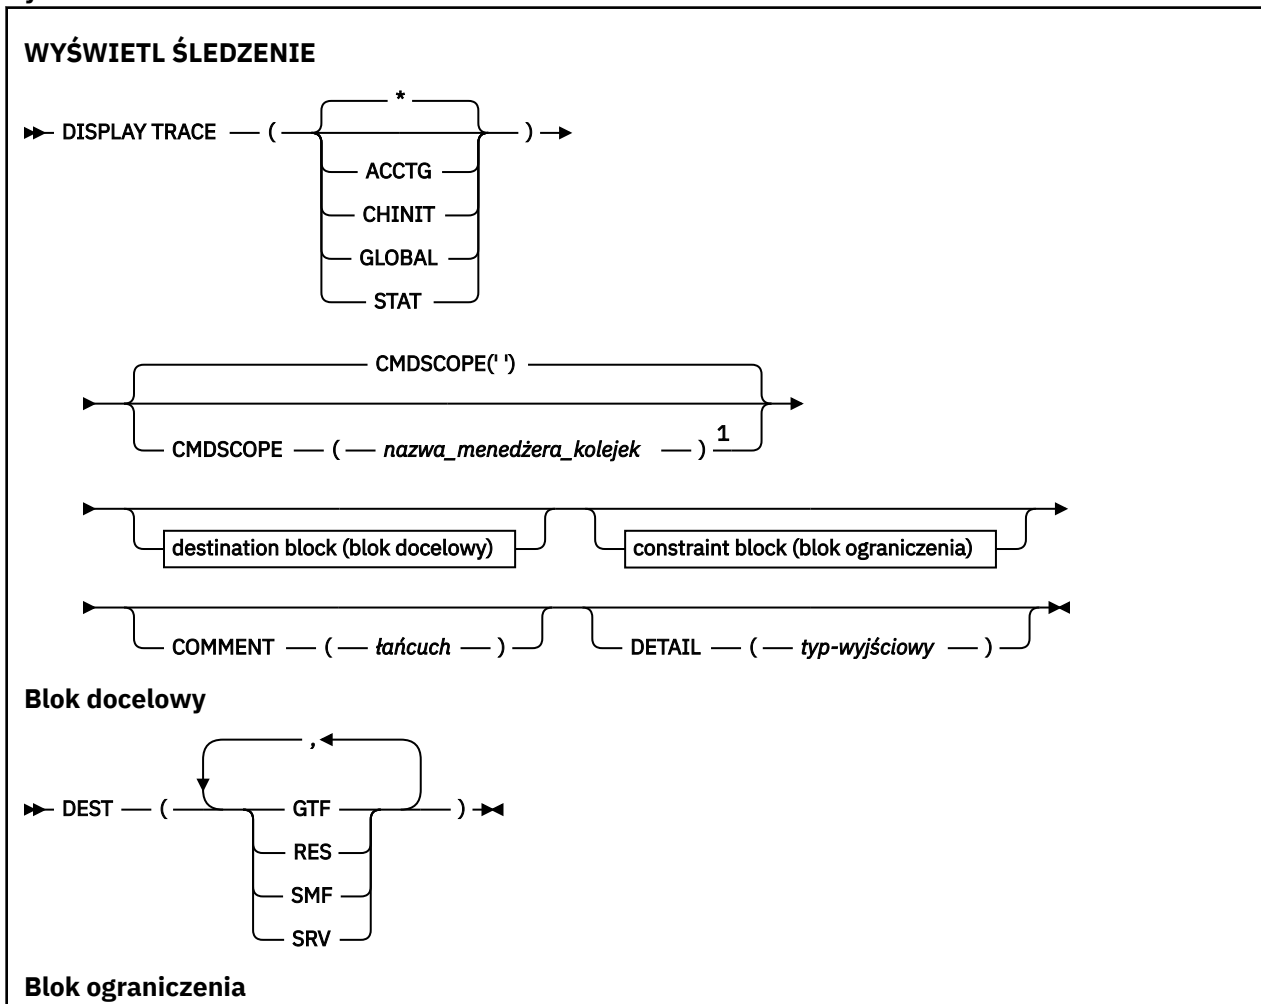 WYŚWIETL ŚLEDZENIE
*
DISPLAY TRACE ( )
ACCTG
CHINIT
GLOBAL
STAT
CMDSCOPE(' ')
CMDSCOPE ( nazwa_menedżera_kolejek ) 1
destination block (blok docelowy) constraint block (blok ograniczenia)
COMMENT ( łańcuch ) DETAIL ( typ-wyjściowy )
Blok docelowy
,
DEST ( GTF )
RES
SMF
SRV
Blok ograniczenia